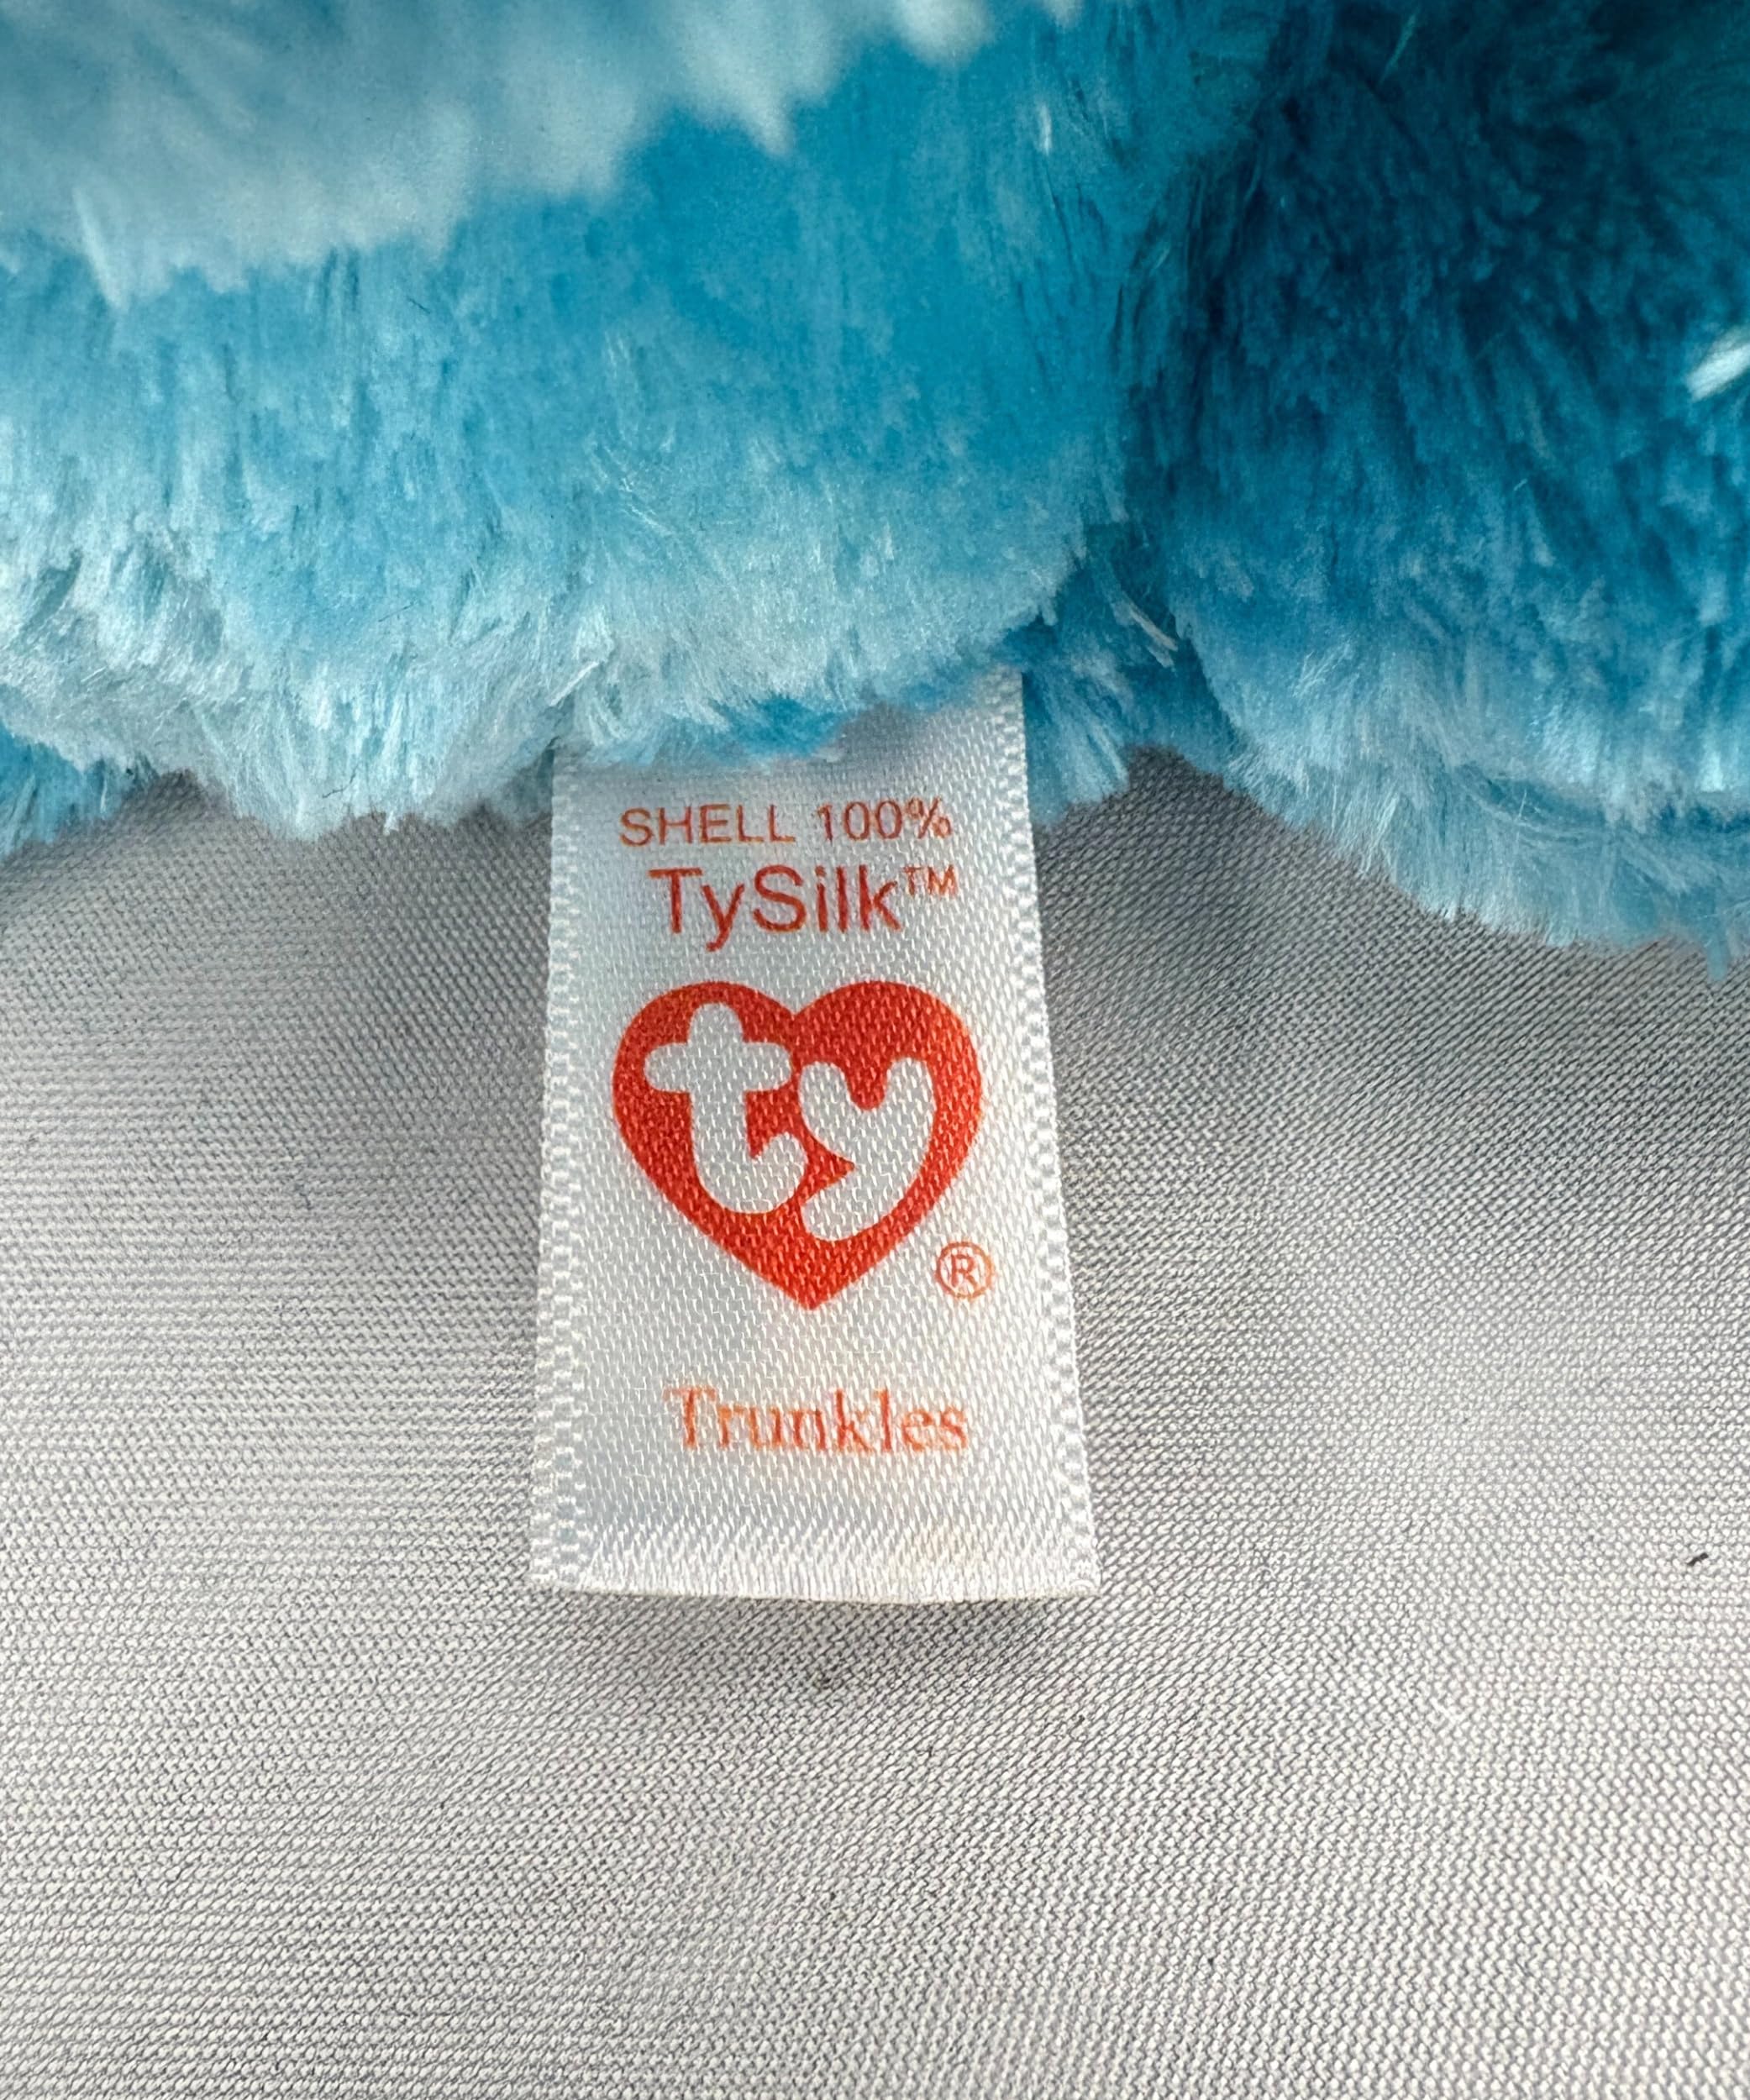 SHELL 100%
TySilk™
ty
®
Trunkles